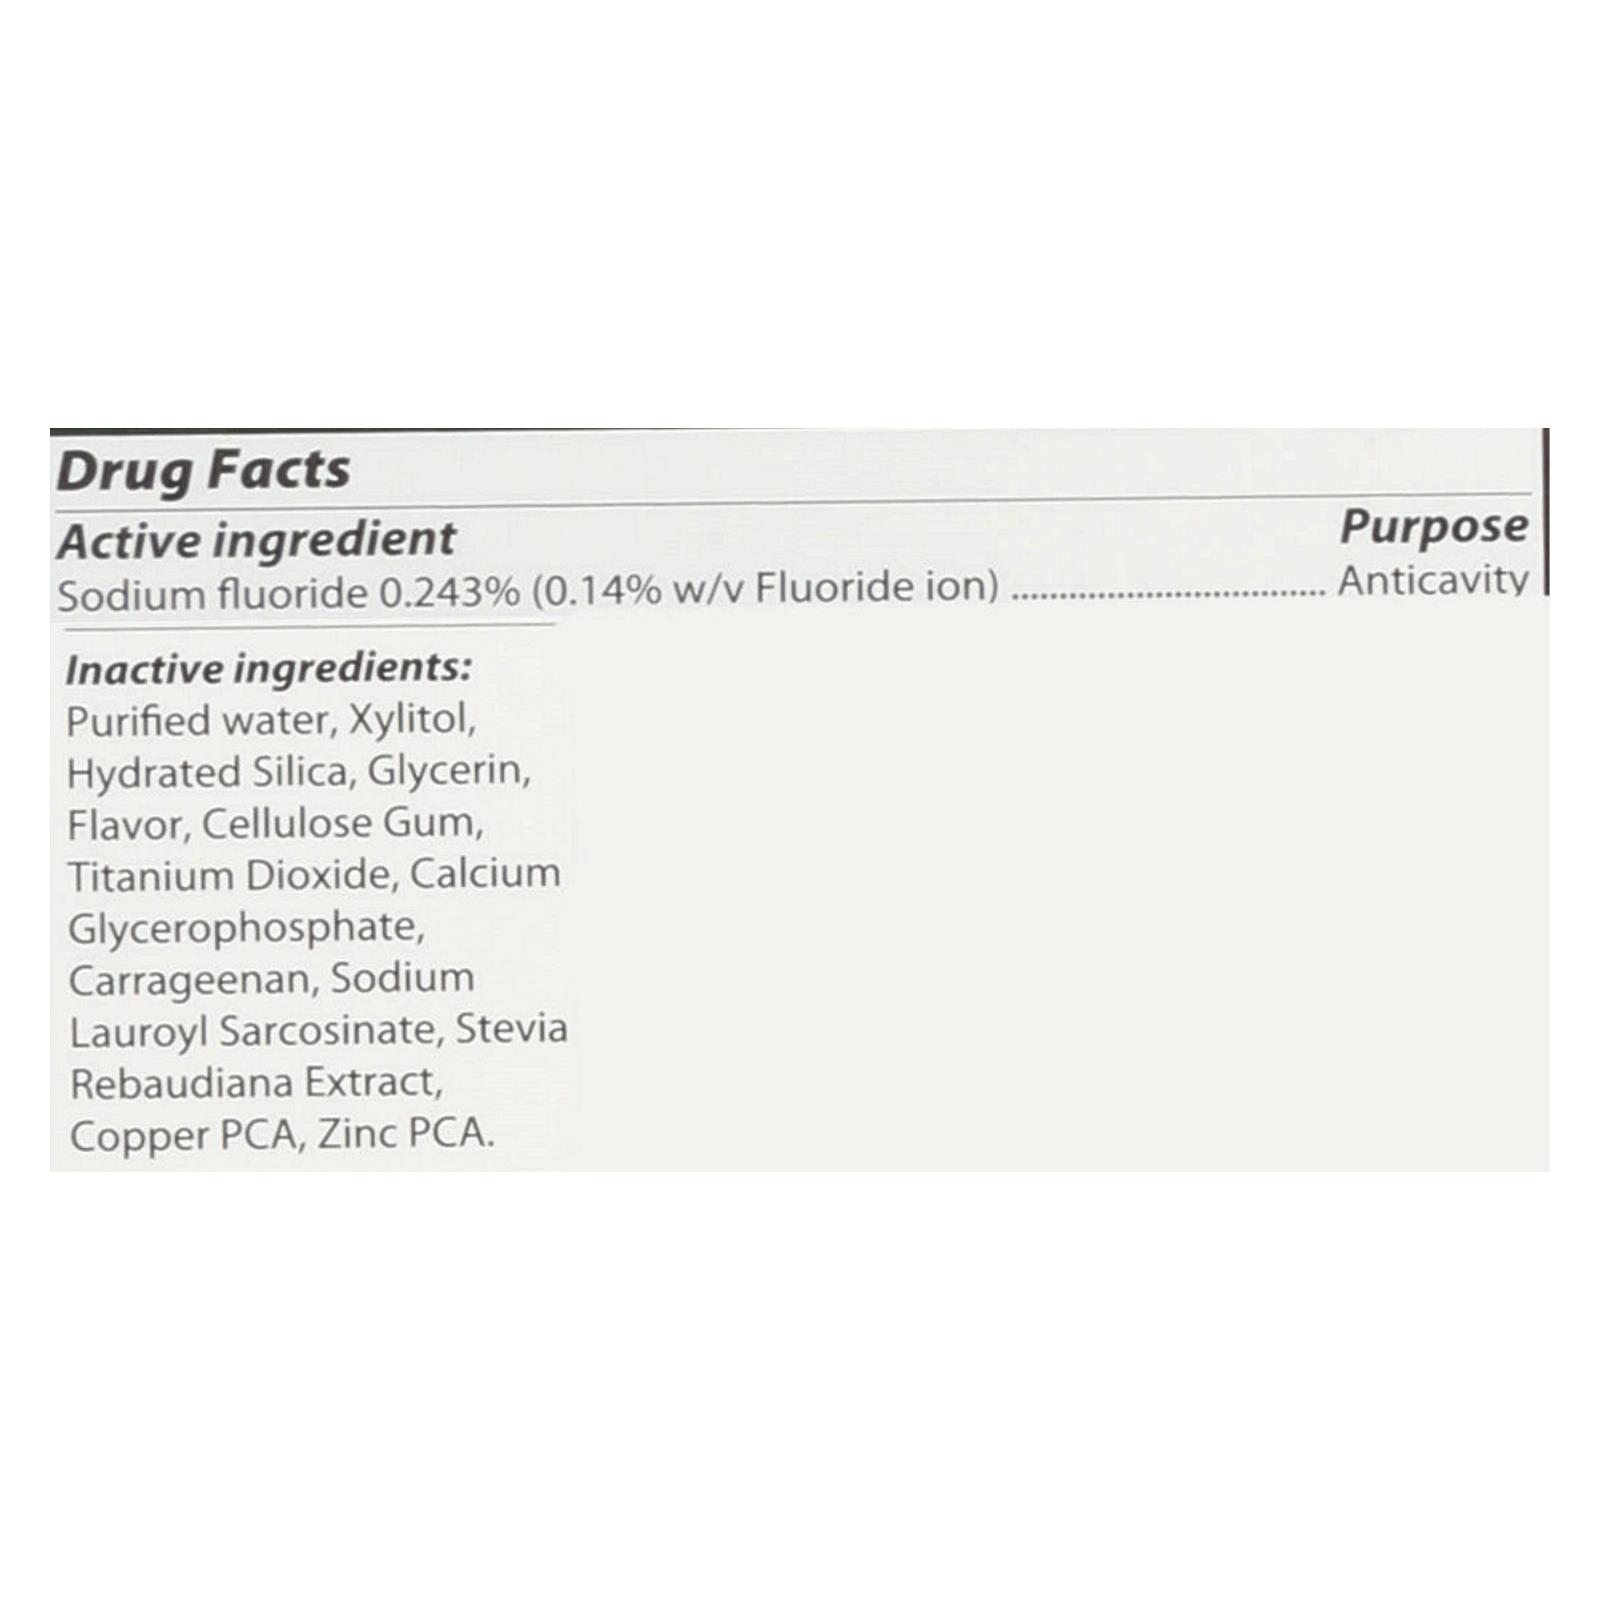 Drug Facts
Active ingredient Purpose
Sodium fluoride 0.243% (0.14% w/v Fluoride ion) ................................ Anticavity
Inactive ingredients:
Purified water, Xylitol,
Hydrated Silica, Glycerin,
Flavor, Cellulose Gum,
Titanium Dioxide, Calcium
Glycerophosphate,
Carrageenan, Sodium
Lauroyl Sarcosinate, Stevia
Rebaudiana Extract,
Copper PCA, Zinc PCA.